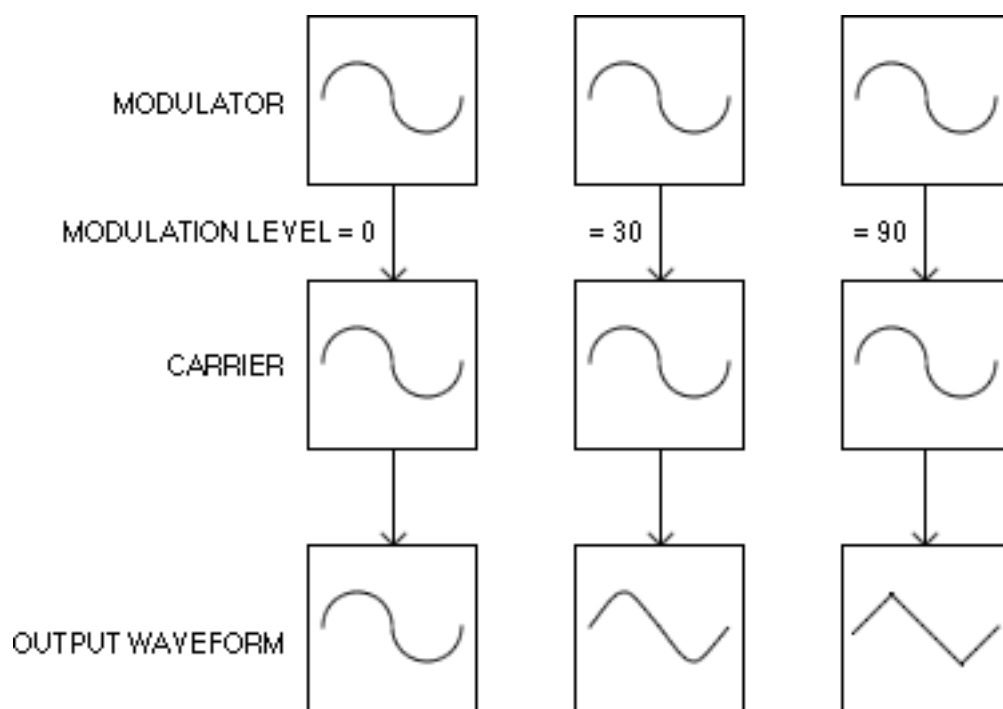 MODULATOR
MODULATION LEVEL = 0 = 30 = 90
CARRIER
OUTPUT WAVEFORM